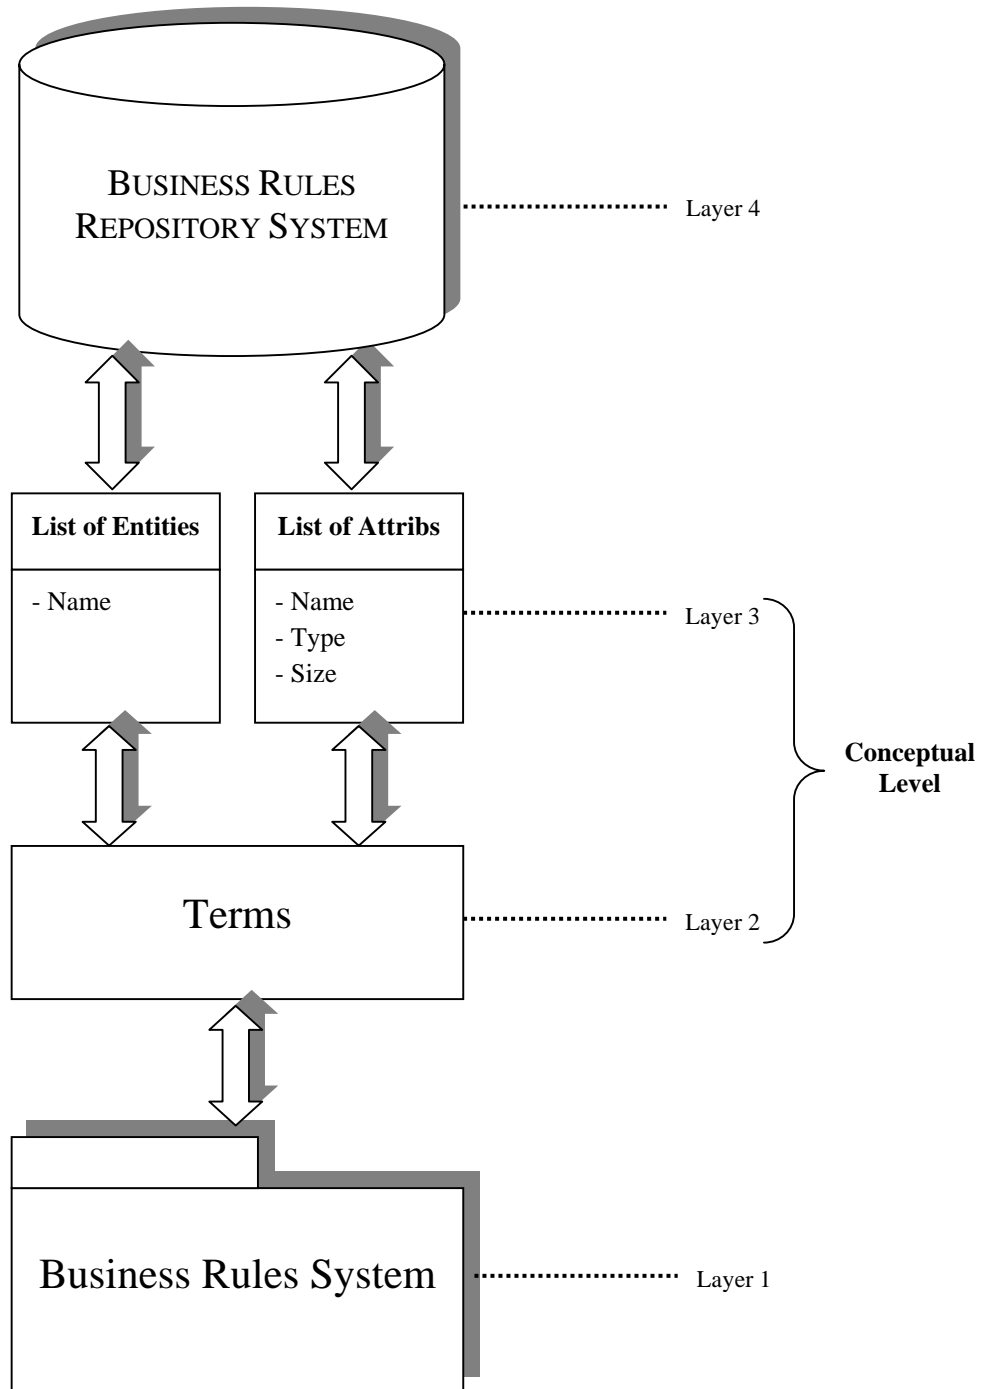 BUSINESS RULES
REPOSITORY SYSTEM
Layer 4
List of Entities
- Name
List of Attribs
- Name
- Type
- Size
Layer 3
Conceptual
Level
Terms
Layer 2
Business Rules System
Layer 1